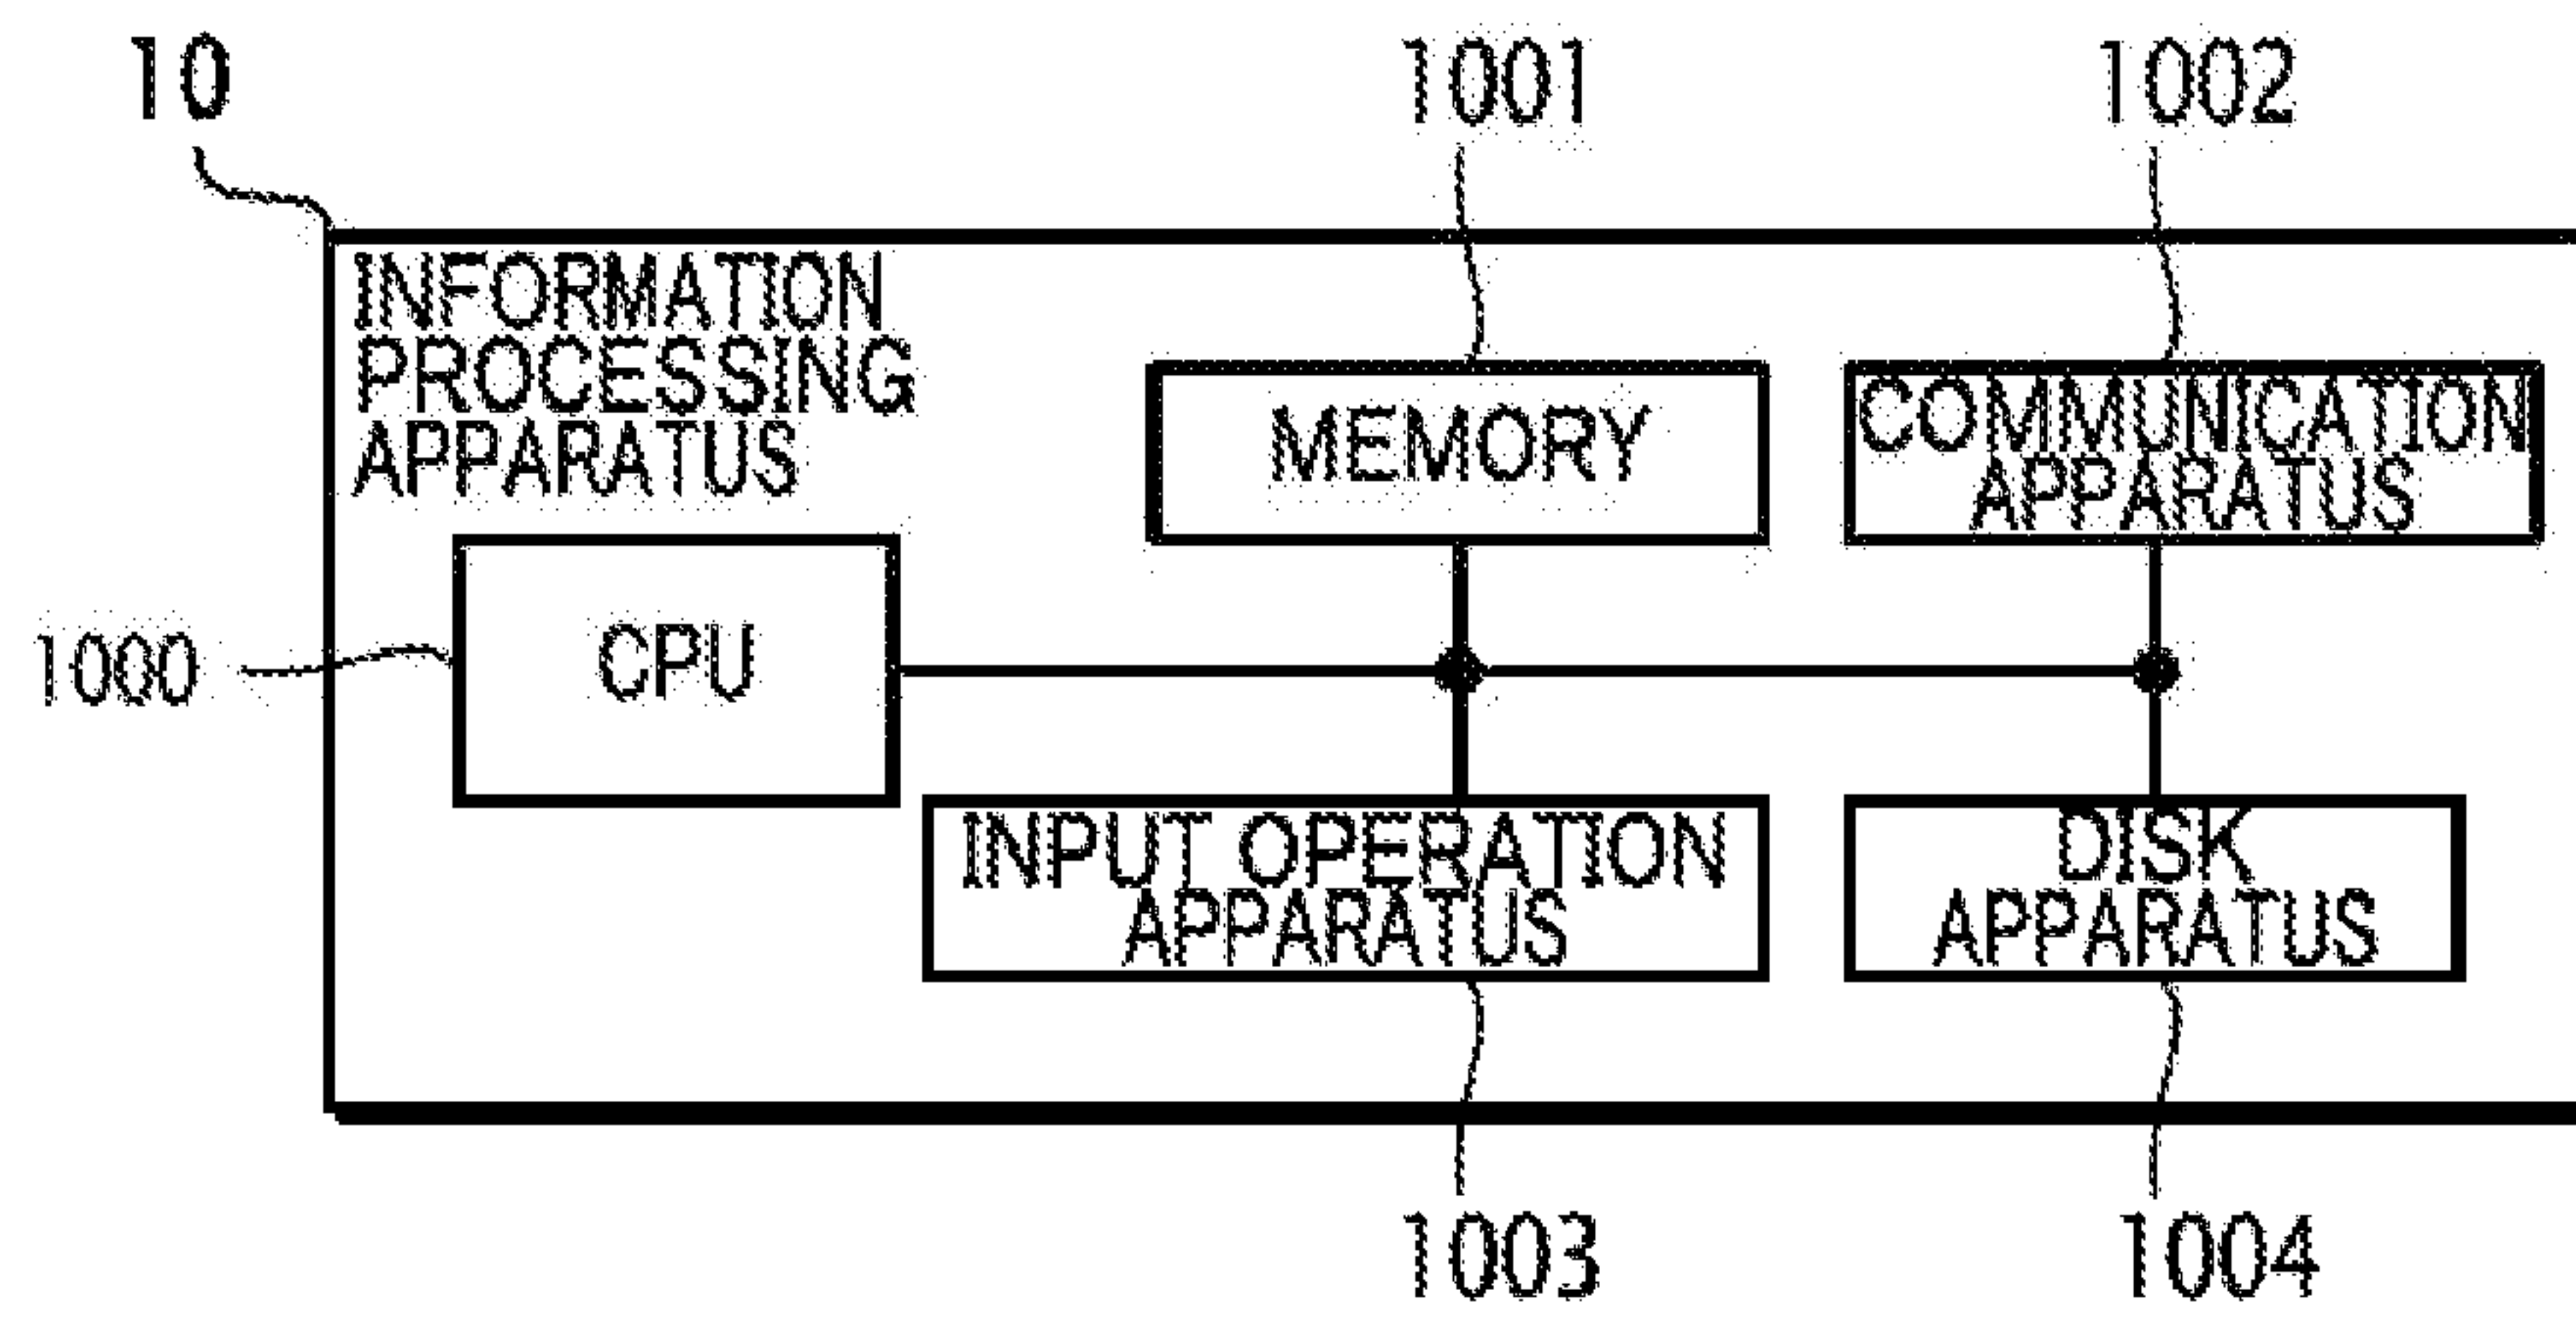 10
1001
1002
INFORMATION
PROCESSING
APPARATUS
MEMORY
COMMUNICATION
APPARATUS
1000
CPU
INPUT OPERATION
APPARATUS
DISK
APPARATUS
1003
1004